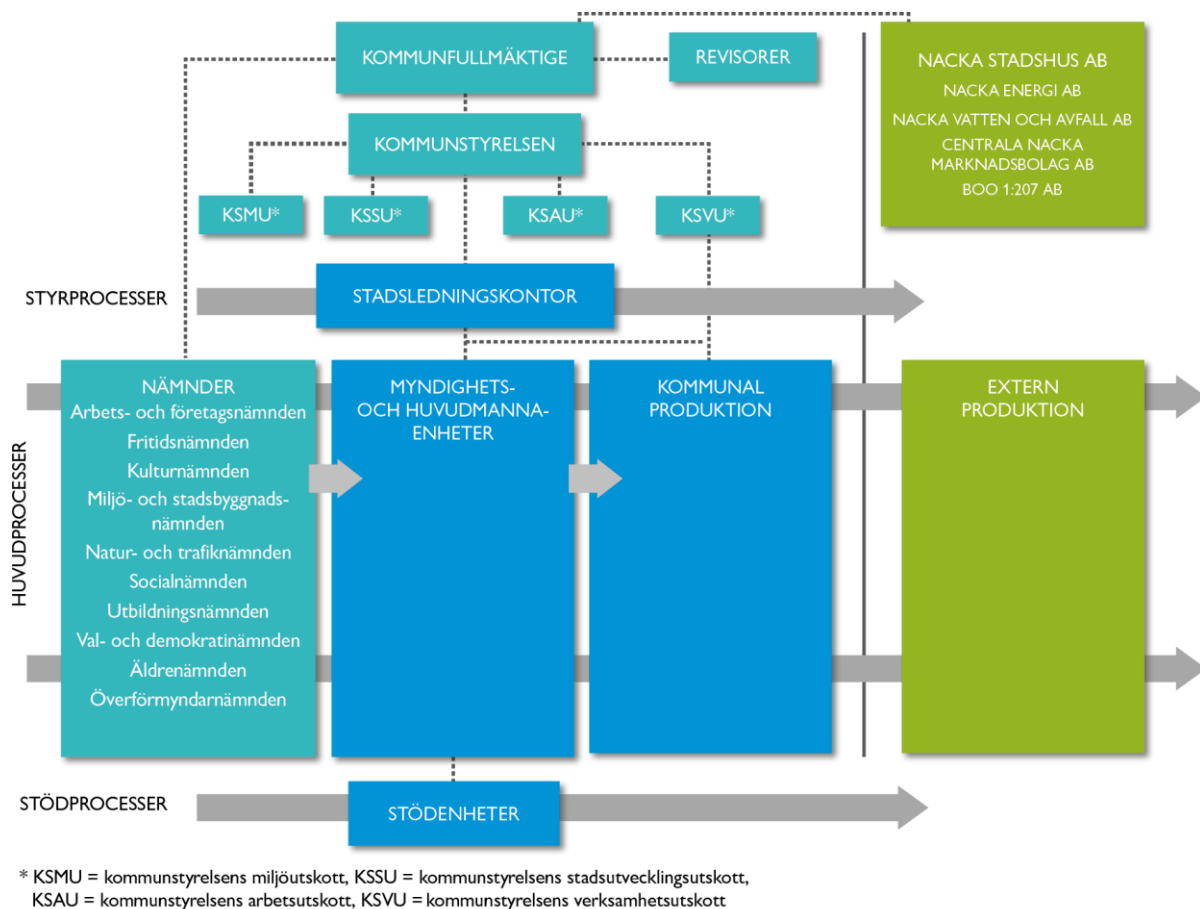 KOMMUNFULLMÄKTIGE
REVISORER
NACKA STADSHUS AB
NACKA ENERGI AB
NACKA VATTEN OCH AVFALL AB
CENTRALA NACKA
MARKNADSBOLAG AB
BOO 1:207 AB
KOMMUNSTYRELSEN
KSMU*
KSSU*
KSAU*
KSVU*
STYRPROCESSER
STADSLEDNINGSKONTOR
HUVUDPROCESSER
NÄMNDER
Arbets- och företagsnämnden
Fritidsnämnden
Kulturnämnden
Miljö- och stadsbyggnads-
nämnden
Natur- och trafiknämnden
Socialnämnden
Utbildningsnämnden
Val- och demokratinämnden
Äldrenämnden
Överförmyndarnämnden
MYNDIGHETS-
OCH HUVUDMANNA-
ENHETER
KOMMUNAL
PRODUKTION
EXTERN
PRODUKTION
STÖDPROCESSER
STÖDENHETER
* KSMU = kommunstyrelsens miljöutskott, KSSU = kommunstyrelsens stadsutvecklingsutskott,
KSAU = kommunstyrelsens arbetsutskott, KSVU = kommunstyrelsens verksamhetsutskott